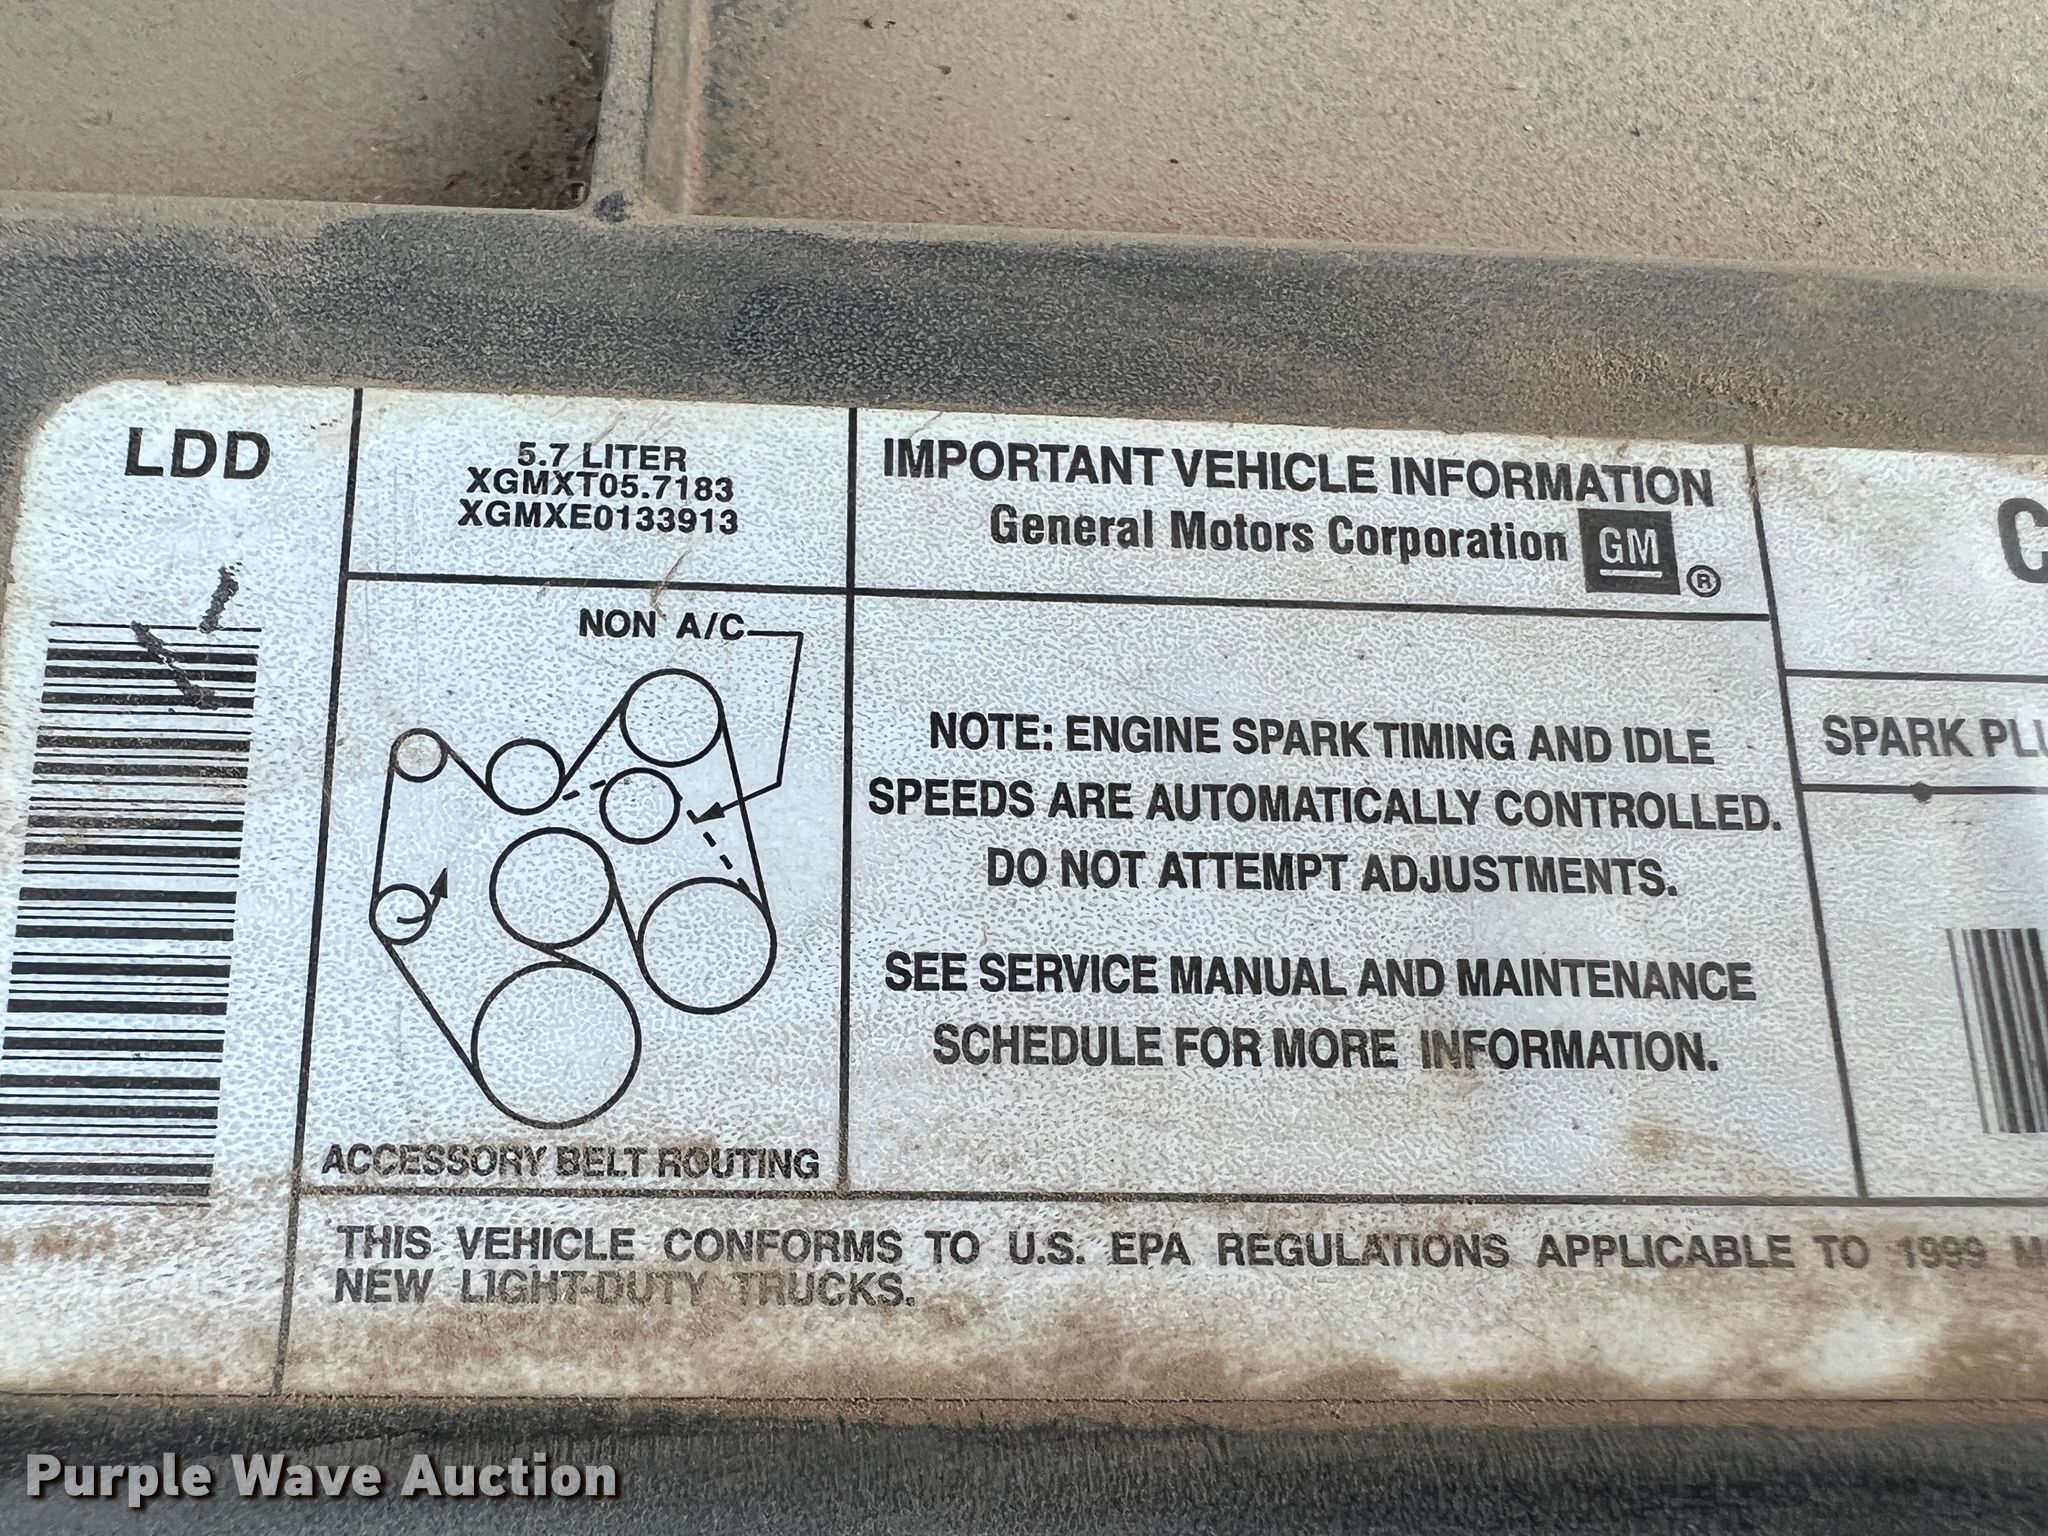 LDD
5.7 LITER
XGMXT05.7183
XGMXE0133913
NON A/C
ACCESSORY BELT ROUTING
IMPORTANT VEHICLE INFORMATION
General Motors Corporation GM ®
NOTE: ENGINE SPARK TIMING AND IDLE
SPEEDS ARE AUTOMATICALLY CONTROLLED.
DO NOT ATTEMPT ADJUSTMENTS.
SEE SERVICE MANUAL AND MAINTENANCE
SCHEDULE FOR MORE INFORMATION.
SPARK
THIS VEHICLE CONFORMS TO U.S. EPA REGULATIONS APPLICABLE TO 1999
NEW LIGHT-DUTY TRUCKS.
Purple Wave Auction